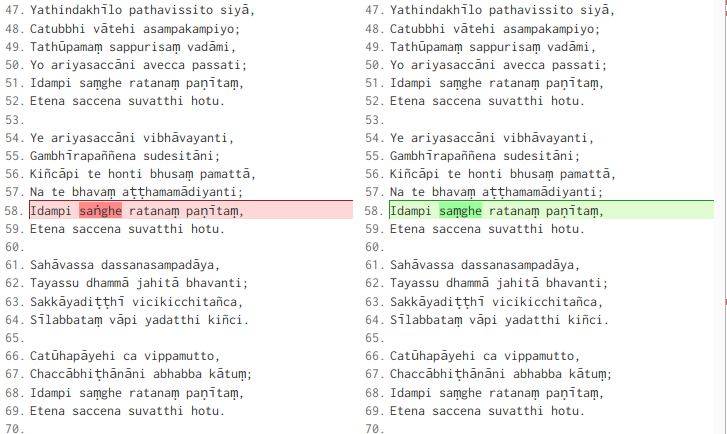 47. Yathindakhīlo pathavissito siyā,
48. Catubbhi vātehi asampakampiyo;
49. Tathūpamaṃ sappurisaṃ vadāmi,
50. Yo ariyasaccāni avecca passati;
51. Idampi saṃghe ratanaṃ paṇītaṃ,
52. Etena saccena suvatthi hotu.
53.
54. Ye ariyasaccāni vibhāvayanti,
55. Gambhīrapaññena sudesitāni;
56. Kiñcāpi te honti bhusaṃ pamattā,
57. Na te bhavaṃ aṭṭhamamādiyanti;
58. Idampi saṅghe ratanaṃ paṇītaṃ,
59. Etena saccena suvatthi hotu.
60.
61. Sahāvassa dassanasampadāya,
62. Tayassu dhammā jahitā bhavanti;
63. Sakkāyadiṭṭhī vicikicchitañca,
64. Sīlabbataṃ vāpi yadatthi kiñci.
65.
66. Catūhapāyehi ca vippamutto,
67. Chaccābhiṭhānāni abhabba kātuṃ;
68. Idampi saṃghe ratanaṃ paṇītaṃ,
69. Etena saccena suvatthi hotu.
70.
47. Yathindakhīlo pathavissito siyā,
48. Catubbhi vātehi asampakampiyo;
49. Tathūpamaṃ sappurisaṃ vadāmi,
50. Yo ariyasaccāni avecca passati;
51. Idampi saṃghe ratanaṃ paṇītaṃ,
52. Etena saccena suvatthi hotu.
53.
54. Ye ariyasaccāni vibhāvayanti,
55. Gambhīrapaññena sudesitāni;
56. Kiñcāpi te honti bhusaṃ pamattā,
57. Na te bhavaṃ aṭṭhamamādiyanti;
58. Idampi saṃghe ratanaṃ paṇītaṃ,
59. Etena saccena suvatthi hotu.
60.
61. Sahāvassa dassanasampadāya,
62. Tayassu dhammā jahitā bhavanti;
63. Sakkāyadiṭṭhī vicikicchitañca,
64. Sīlabbataṃ vāpi yadatthi kiñci.
65.
66. Catūhapāyehi ca vippamutto,
67. Chaccābhiṭhānāni abhabba kātuṃ;
68. Idampi saṃghe ratanaṃ paṇītaṃ,
69. Etena saccena suvatthi hotu.
70.